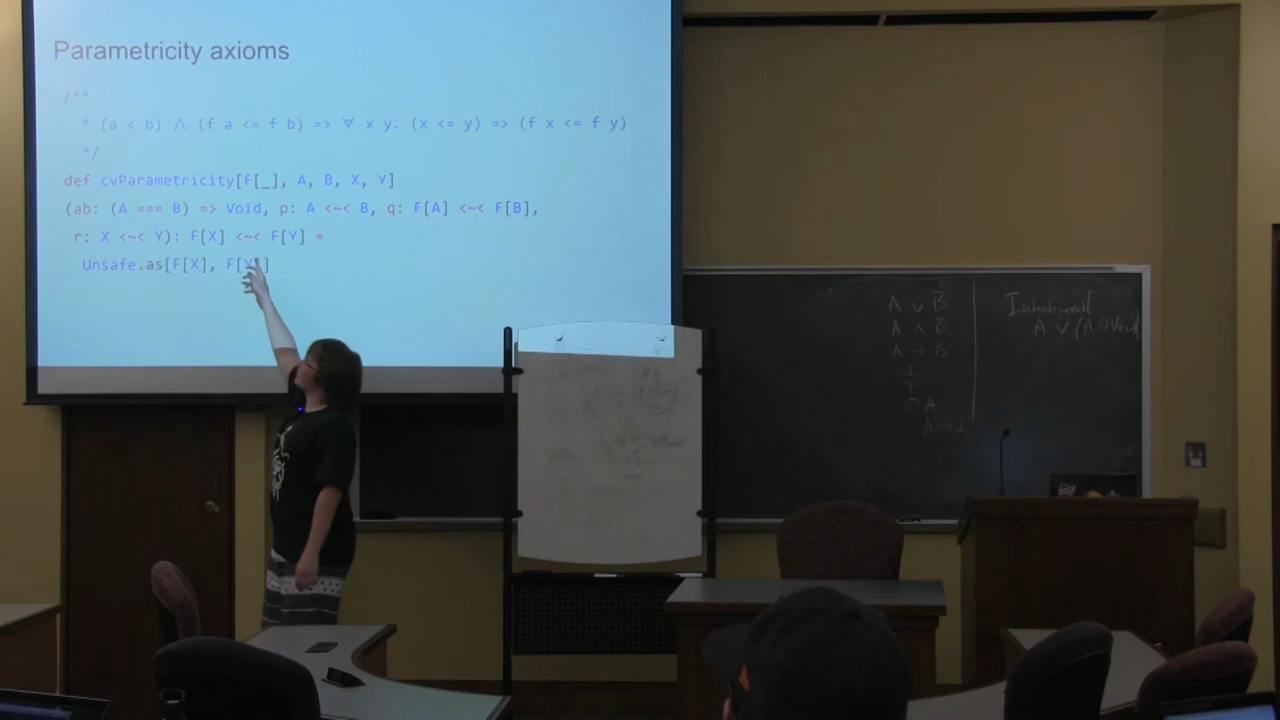 Parametricity axioms
/**
* (a < b) ∧ (f a <= f b) => ∀ x y. (x <= y) => (f x <= f y)
*/
def cvParametricity[F[_], A, B, X, Y]
(ab: (A === B) => Void, p: A <~< B, q: F[A] <~< F[B],
r: X <~< Y): F[X] <~< F[Y] =
Unsafe.as[F[X], F[Y]]
A ∨ B
A ∧ B
A → B
⊥
⊤
¬ A
A → ⊥
Inhabited[
A ∨ (A → Void)